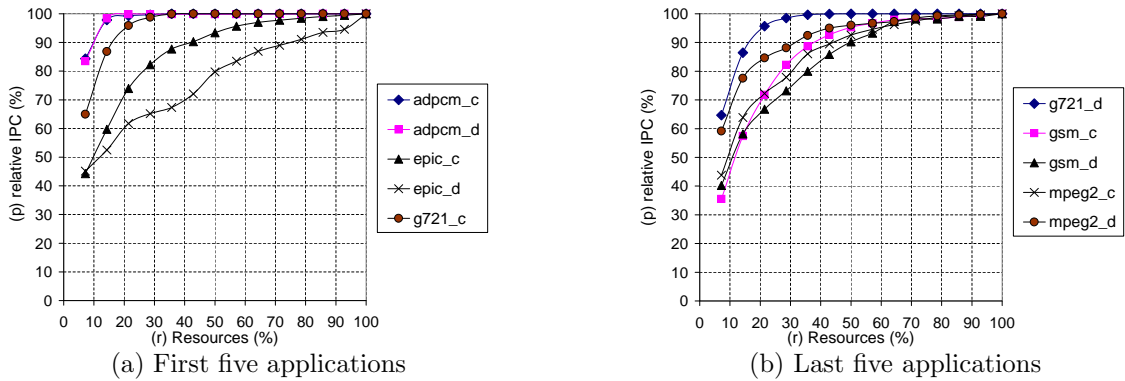 (p) relative IPC (%)
100
90
80
70
60
50
40
30
20
10
0
0 10 20 30 40 50 60 70 80 90 100
(r) Resources (%)
adpcm_c
adpcm_d
epic_c
epic_d
g721_c
(a) First five applications
(p) relative IPC (%)
100
90
80
70
60
50
40
30
20
10
0
0 10 20 30 40 50 60 70 80 90 100
(r) Resources (%)
g721_d
gsm_c
gsm_d
mpeg2_c
mpeg2_d
(b) Last five applications